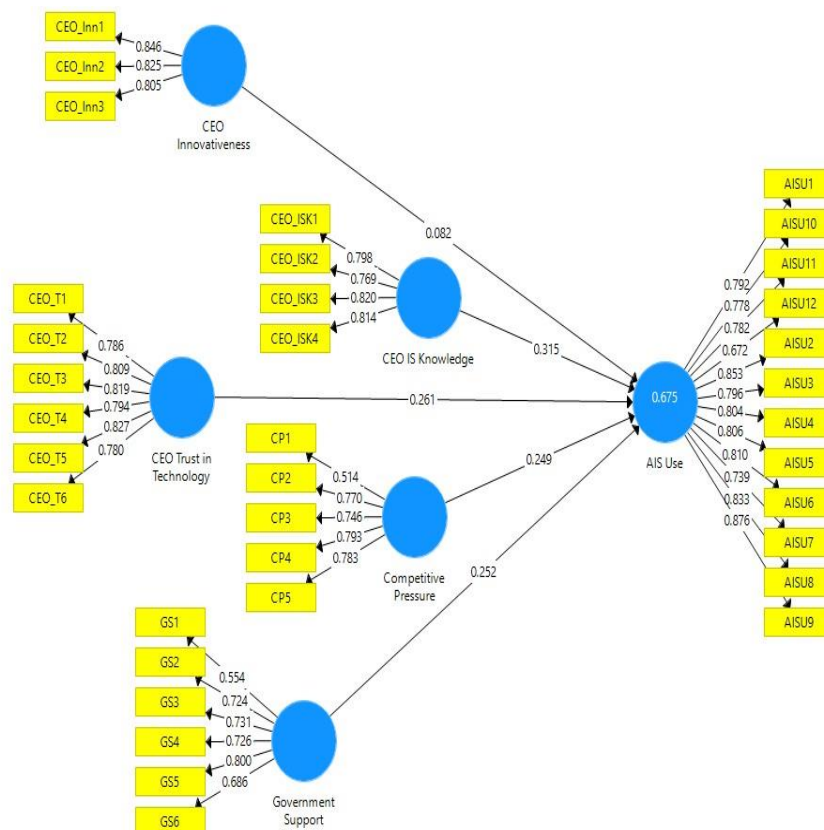 CEO_Inn1
CEO_Inn2
CEO_Inn3
0.846
0.825
0.805
CEO
Innovativeness
0.082
CEO_ISK1
CEO_ISK2
CEO_ISK3
CEO_ISK4
0.798
0.769
0.820
0.814
CEO IS Knowledge
0.315
CEO_T1
CEO_T2
CEO_T3
CEO_T4
CEO_T5
CEO_T6
0.786
0.809
0.819
0.794
0.827
0.780
CEO Trust in
Technology
0.261
CP1
CP2
CP3
CP4
CP5
0.514
0.770
0.746
0.793
0.783
Competitive
Pressure
0.249
GS1
GS2
GS3
GS4
GS5
GS6
0.554
0.724
0.731
0.726
0.800
0.686
Government
Support
0.252
0.675
AIS Use
0.792
0.778
0.782
0.672
0.853
0.796
0.804
0.806
0.810
0.739
0.833
0.876
AISU1
AISU10
AISU11
AISU12
AISU2
AISU3
AISU4
AISU5
AISU6
AISU7
AISU8
AISU9